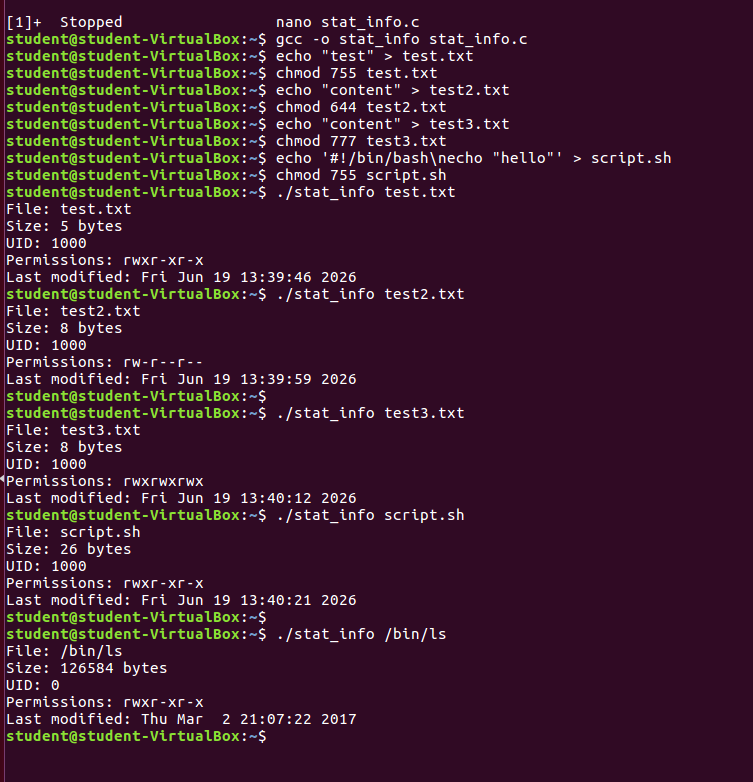 [1]+  Stopped                 nano stat_info.c
student@student-VirtualBox:~$ gcc -o stat_info stat_info.c
student@student-VirtualBox:~$ echo "test" > test.txt
student@student-VirtualBox:~$ chmod 755 test.txt
student@student-VirtualBox:~$ echo "content" > test2.txt
student@student-VirtualBox:~$ chmod 644 test2.txt
student@student-VirtualBox:~$ echo "content" > test3.txt
student@student-VirtualBox:~$ chmod 777 test3.txt
student@student-VirtualBox:~$ echo '#!/bin/bash\necho "hello"' > script.sh
student@student-VirtualBox:~$ chmod 755 script.sh
student@student-VirtualBox:~$ ./stat_info test.txt
File: test.txt
Size: 5 bytes
UID: 1000
Permissions: rwxr-xr-x
Last modified: Fri Jun 19 13:39:46 2026
student@student-VirtualBox:~$ ./stat_info test2.txt
File: test2.txt
Size: 8 bytes
UID: 1000
Permissions: rw-r--r--
Last modified: Fri Jun 19 13:39:59 2026
student@student-VirtualBox:~$
student@student-VirtualBox:~$ ./stat_info test3.txt
File: test3.txt
Size: 8 bytes
UID: 1000
Permissions: rwxrwxrwx
Last modified: Fri Jun 19 13:40:12 2026
student@student-VirtualBox:~$ ./stat_info script.sh
File: script.sh
Size: 26 bytes
UID: 1000
Permissions: rwxr-xr-x
Last modified: Fri Jun 19 13:40:21 2026
student@student-VirtualBox:~$
student@student-VirtualBox:~$ ./stat_info /bin/ls
File: /bin/ls
Size: 126584 bytes
UID: 0
Permissions: rwxr-xr-x
Last modified: Thu Mar  2 21:07:22 2017
student@student-VirtualBox:~$